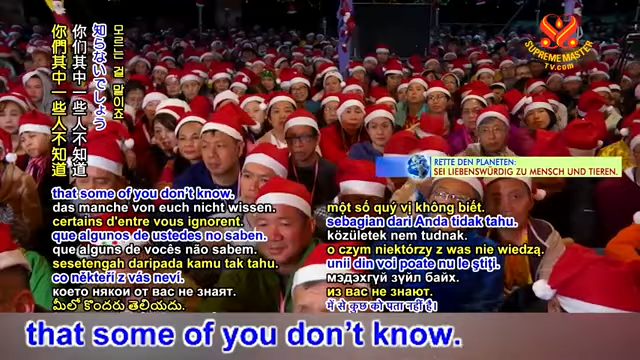 모르는 걸 말이죠
知らないでしょう
你们其中一些人不知道
你們其中一些人不知道
SUPREME MASTER
TV.com
RETTE DEN PLANETEN:
SEI LIEBENSWÜRDIG ZU MENSCH UND TIEREN.
that some of you don't know.
das manche von euch nicht wissen.
certains d'entre vous ignorent.
que algunos de ustedes no saben.
que alguns de vocês não sabem.
sesetengah daripada kamu tak tahu.
co někteří z vás neví.
което някои от вас не знаят.
మీలో కొందరు తెలియదు.
một số quý vị không biết.
sebagian dari Anda tidak tahu.
közületek nem tudnak.
o czym niektórzy z was nie wiedzą.
unii din voi poate nu le ştiţi.
мэдэхгүй зүйл байх.
из вас не знают.
में से कुछ को पता नहीं है।
that some of you don't know.